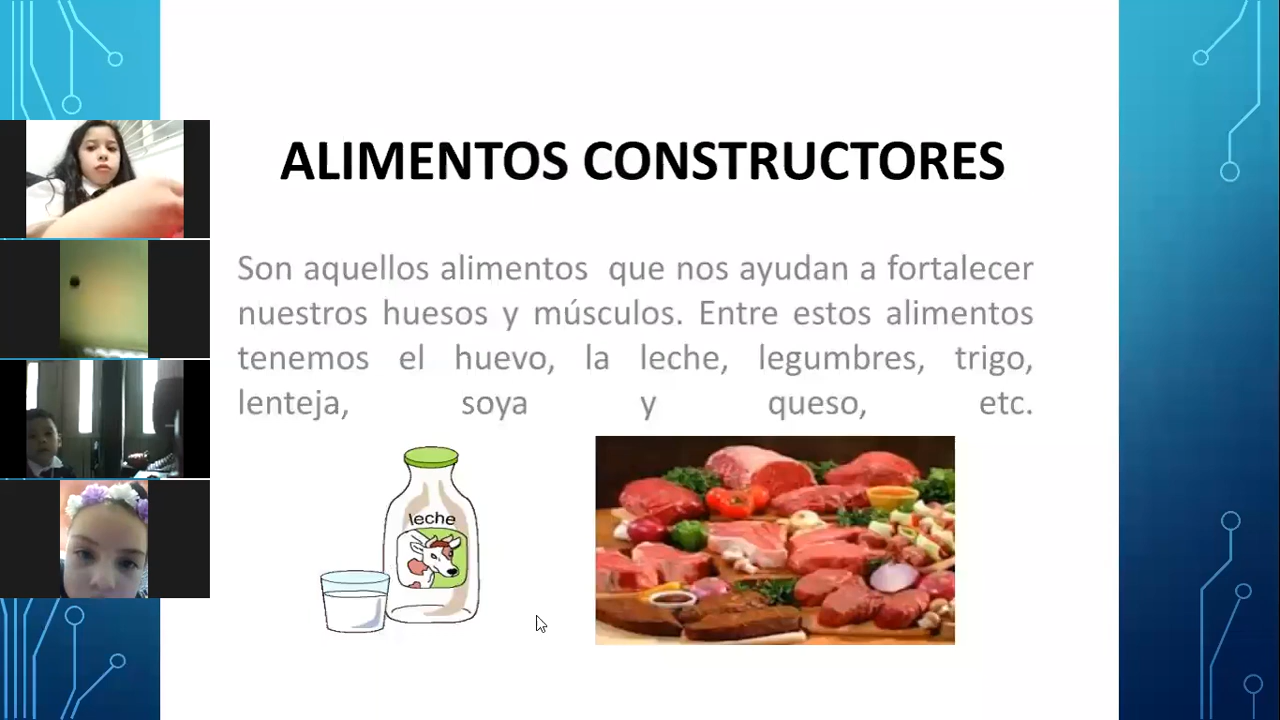 ALIMENTOS CONSTRUCTORES
Son aquellos alimentos que nos ayudan a fortalecer
nuestros huesos y músculos. Entre estos alimentos
tenemos el huevo, la leche, legumbres, trigo,
lenteja, soya y queso, etc.
leche